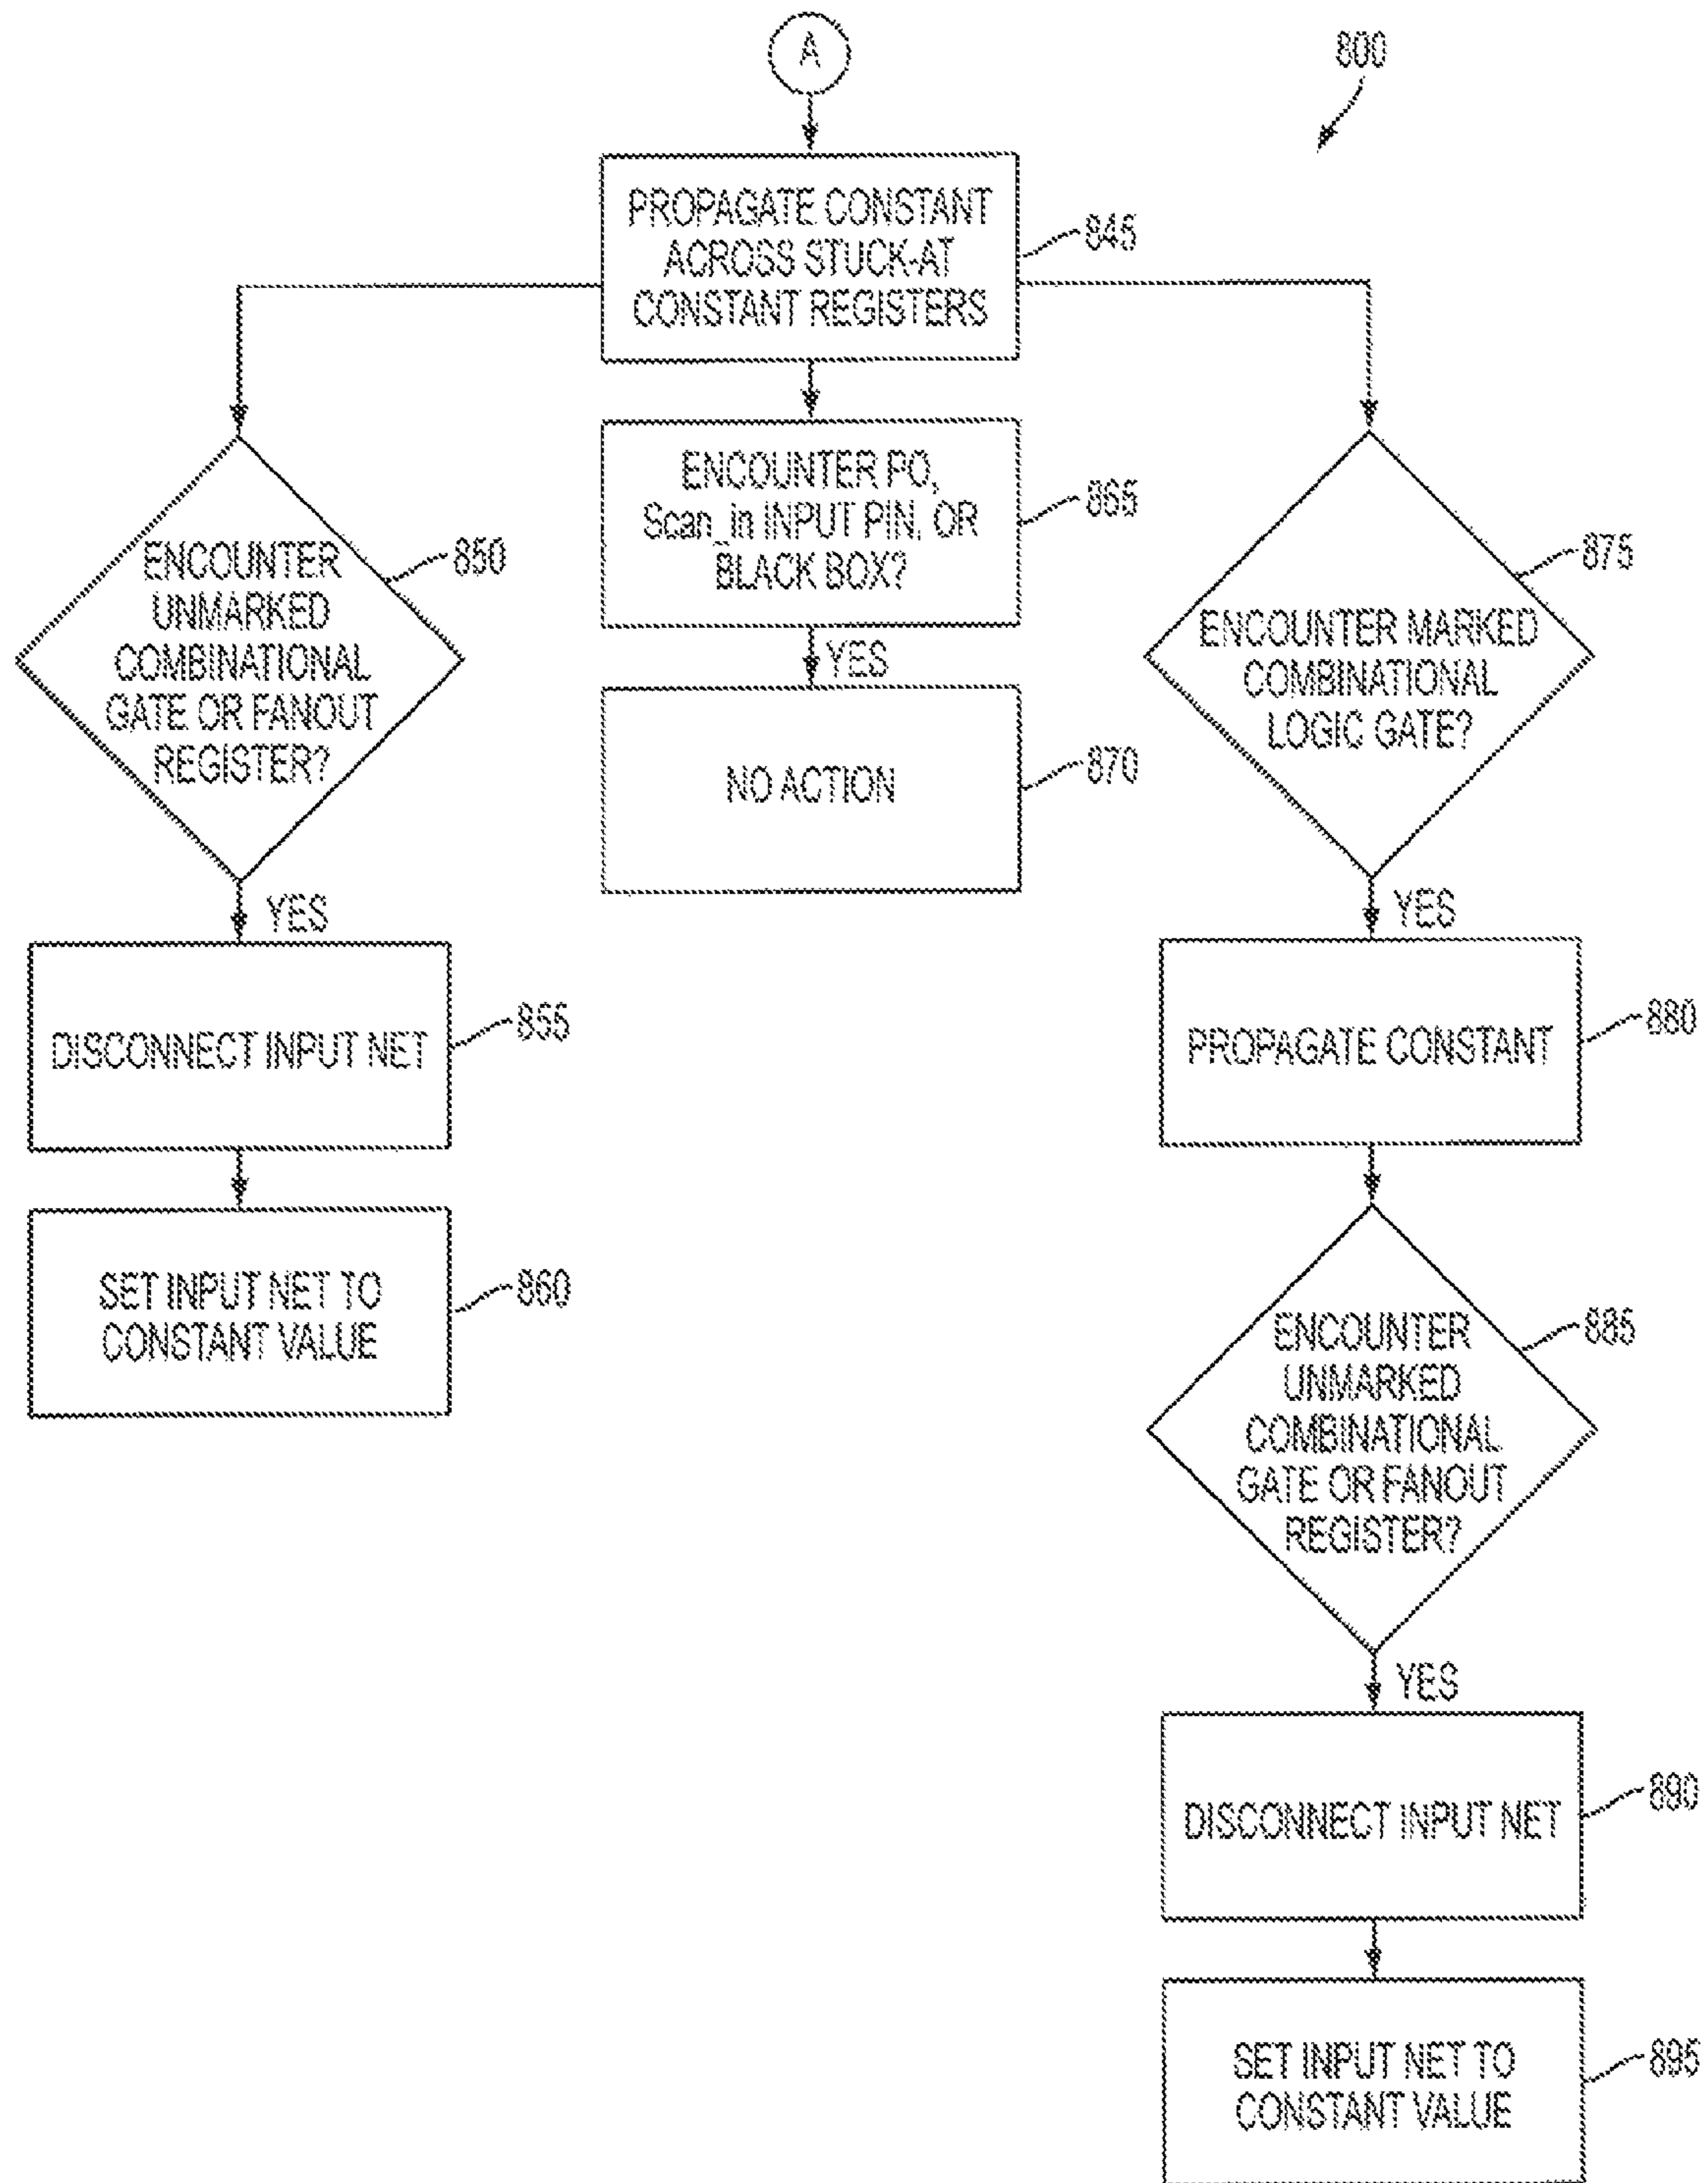 A
800
PROPAGATE CONSTANT
ACROSS STUCK-AT
CONSTANT REGISTERS
845
ENCOUNTER
UNMARKED
COMBINATIONAL
GATE OR FANOUT
REGISTER?
850
ENCOUNTER PO,
Scan_in INPUT PIN, OR
BLACK BOX?
865
ENCOUNTER MARKED
COMBINATIONAL
LOGIC GATE?
875
YES
NO ACTION
870
YES
DISCONNECT INPUT NET
855
YES
PROPAGATE CONSTANT
880
SET INPUT NET TO
CONSTANT VALUE
860
ENCOUNTER
UNMARKED
COMBINATIONAL
GATE OR FANOUT
REGISTER?
885
YES
DISCONNECT INPUT NET
890
SET INPUT NET TO
CONSTANT VALUE
895